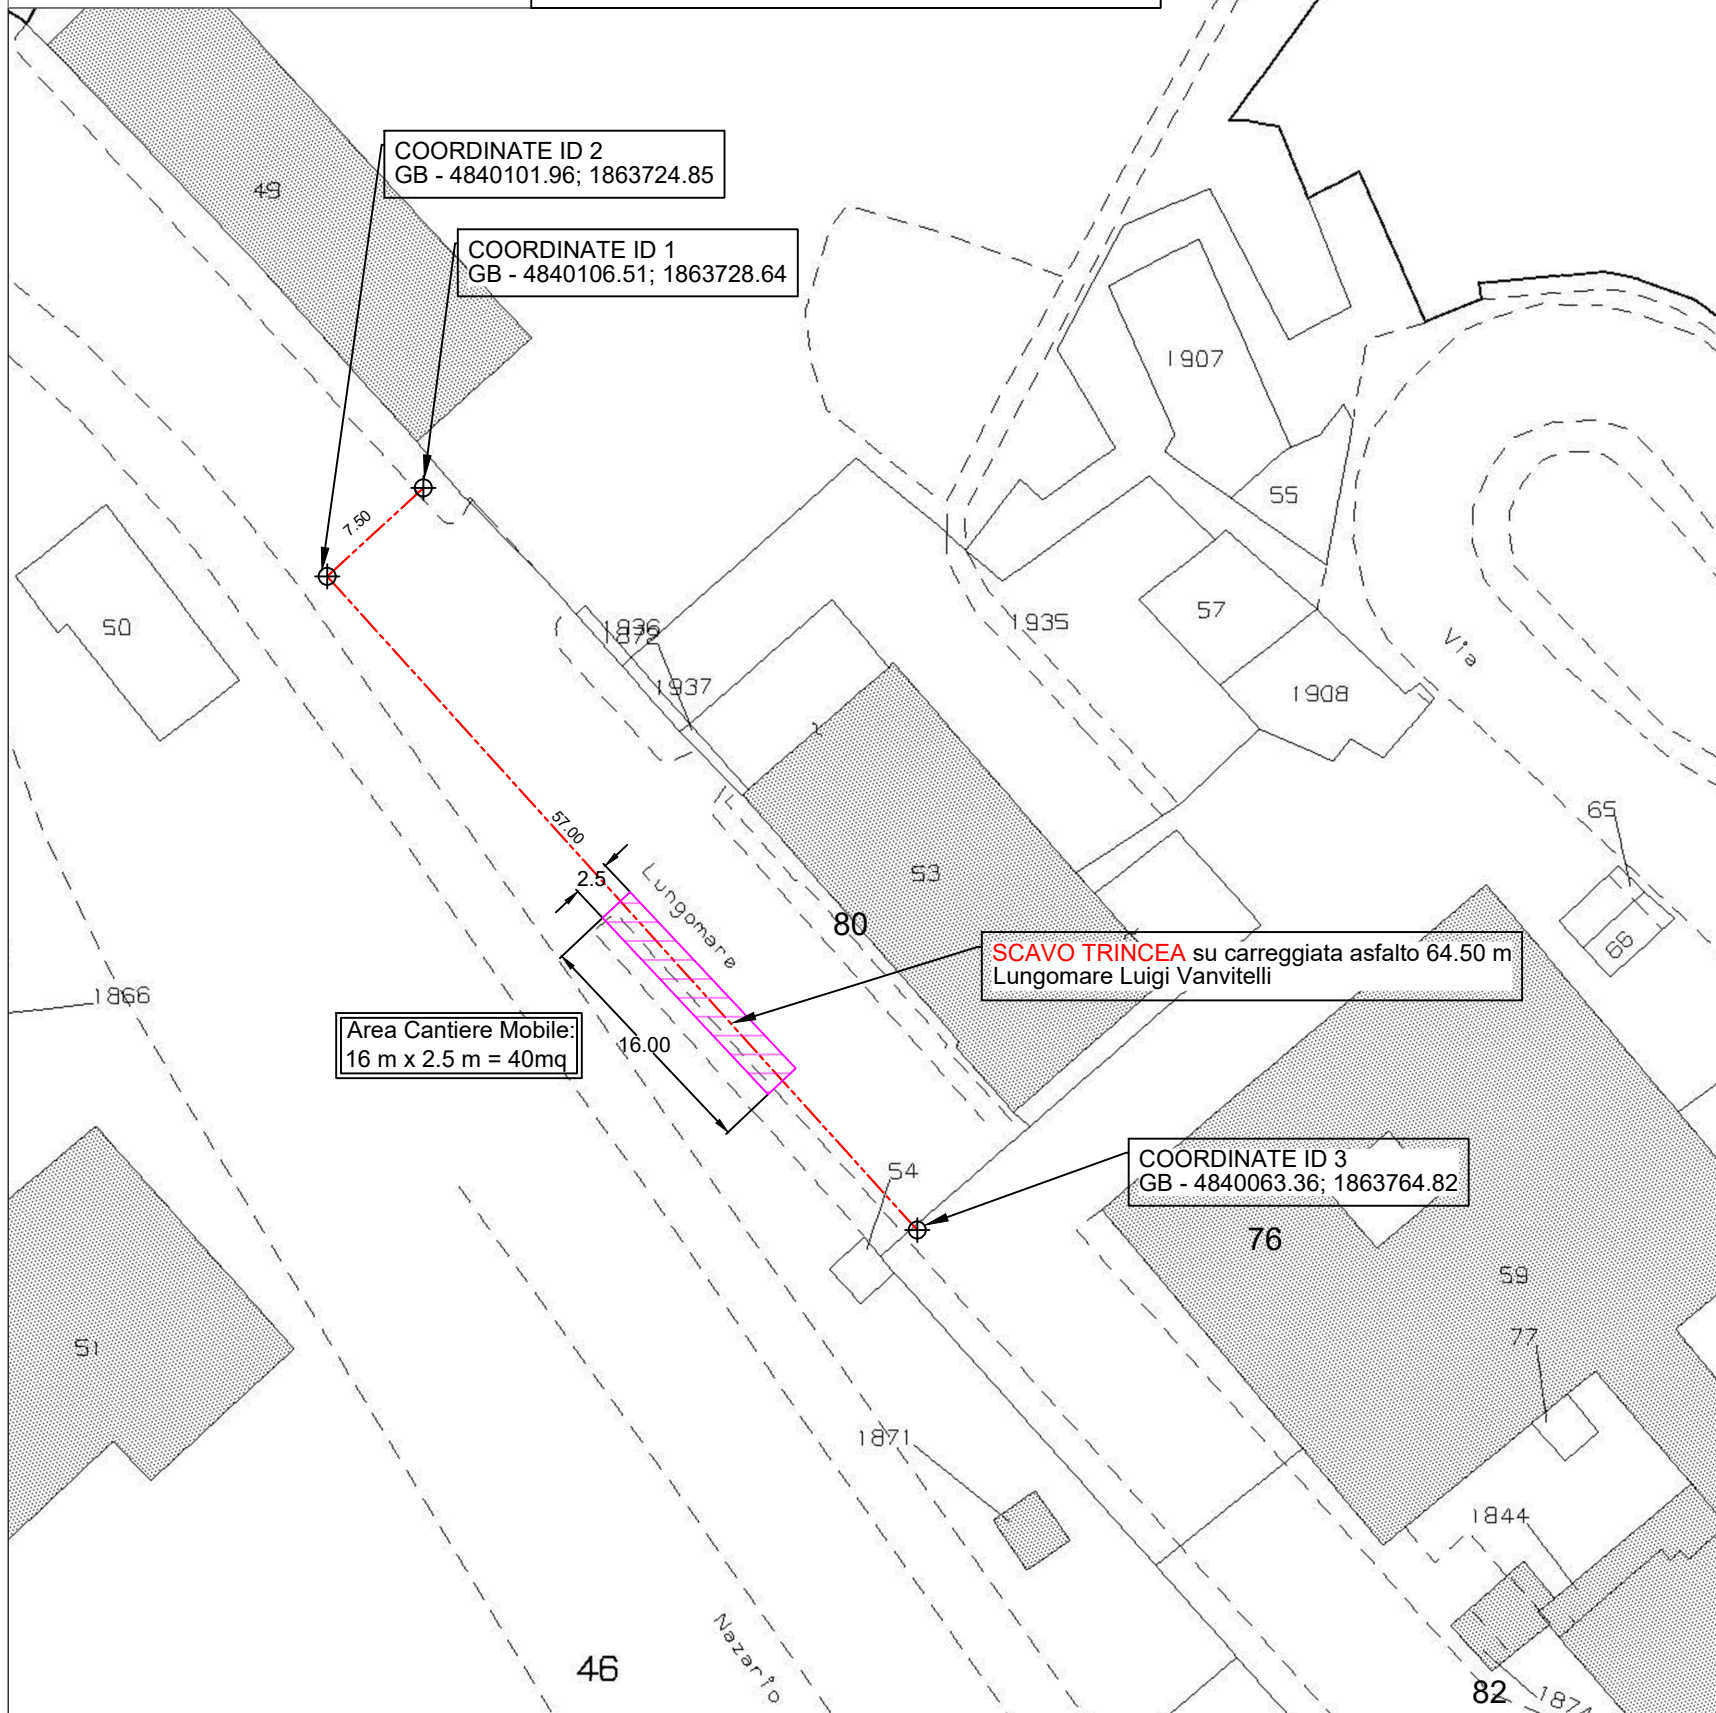 COORDINATE ID 2
GB - 4840101.96; 1863724.85
49
COORDINATE ID 1
GB - 4840106.51; 1863728.64
1907
55
7.50
50
1936
1872
1935
57
Via
1937
1908
65
57.00
2.5
Lungomare
53
80
66
SCAVO TRINCEA su carreggiata asfalto 64.50 m
Lungomare Luigi Vanvitelli
1866
Area Cantiere Mobile:
16 m x 2.5 m = 40mq
16.00
54
COORDINATE ID 3
GB - 4840063.36; 1863764.82
76
59
51
77
1871
1844
Nazario
46
82